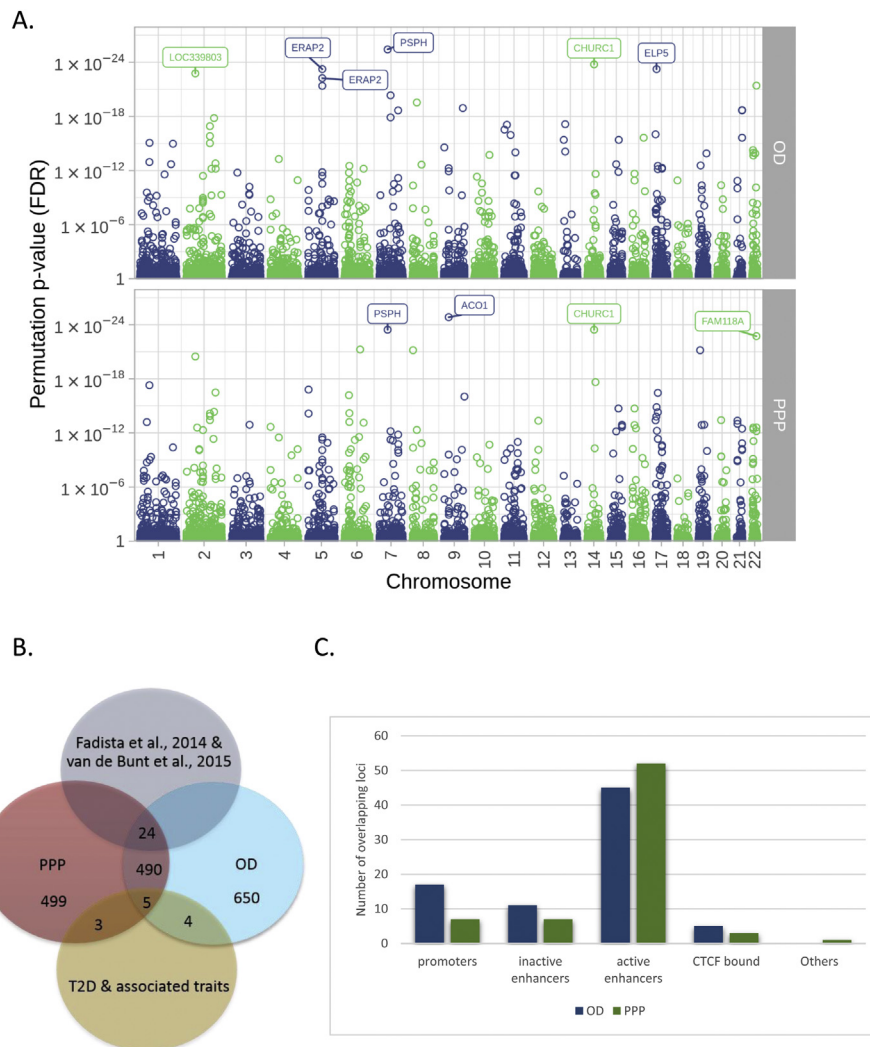 A.
Permutation p-value (FDR)
1 × 10⁻²⁴
1 × 10⁻¹⁸
1 × 10⁻¹²
1 × 10⁻⁶
1
LOC339803
ERAP2
ERAP2
PSPH
CHURC1
ELP5
OD
1 × 10⁻²⁴
1 × 10⁻¹⁸
1 × 10⁻¹²
1 × 10⁻⁶
1
PSPH
ACO1
CHURC1
FAM118A
PPP
1 2 3 4 5 6 7 8 9 10 11 12 13 14 15 16 17 18 19 20 21 22
Chromosome
B.
Fadista et al., 2014 &
van de Bunt et al., 2015
24
PPP
490
OD
499
5
650
3
4
T2D & associated traits
C.
Number of overlapping loci
60
50
40
30
20
10
0
promoters
inactive
enhancers
active
enhancers
CTCF bound
Others
OD
PPP